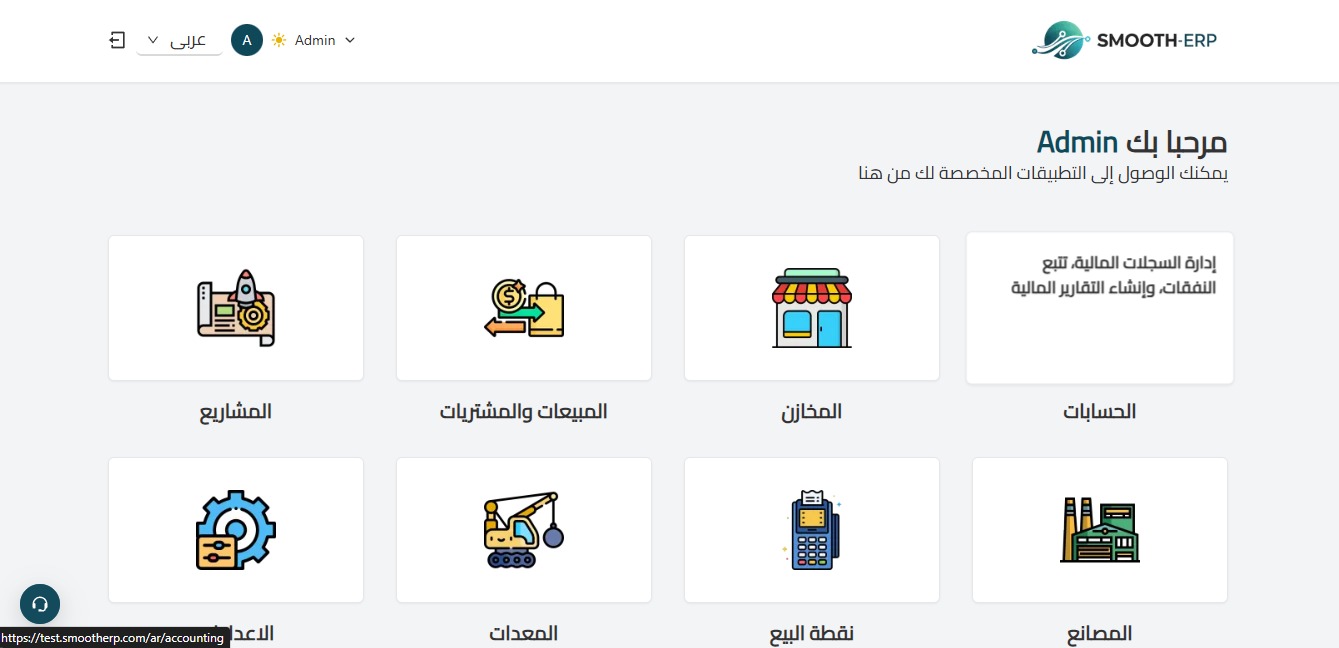 SMOOTH-ERP
Admin
A
عربى
مرحبا بك Admin
يمكنك الوصول إلى التطبيقات المخصصة لك من هنا
إدارة السجلات المالية، تتبع
النفقات، وإنشاء التقارير المالية
الحسابات
المخازن
المبيعات والمشتريات
المشاريع
المصانع
نقطة البيع
المعدات
https://test.smootherp.com/ar/accounting